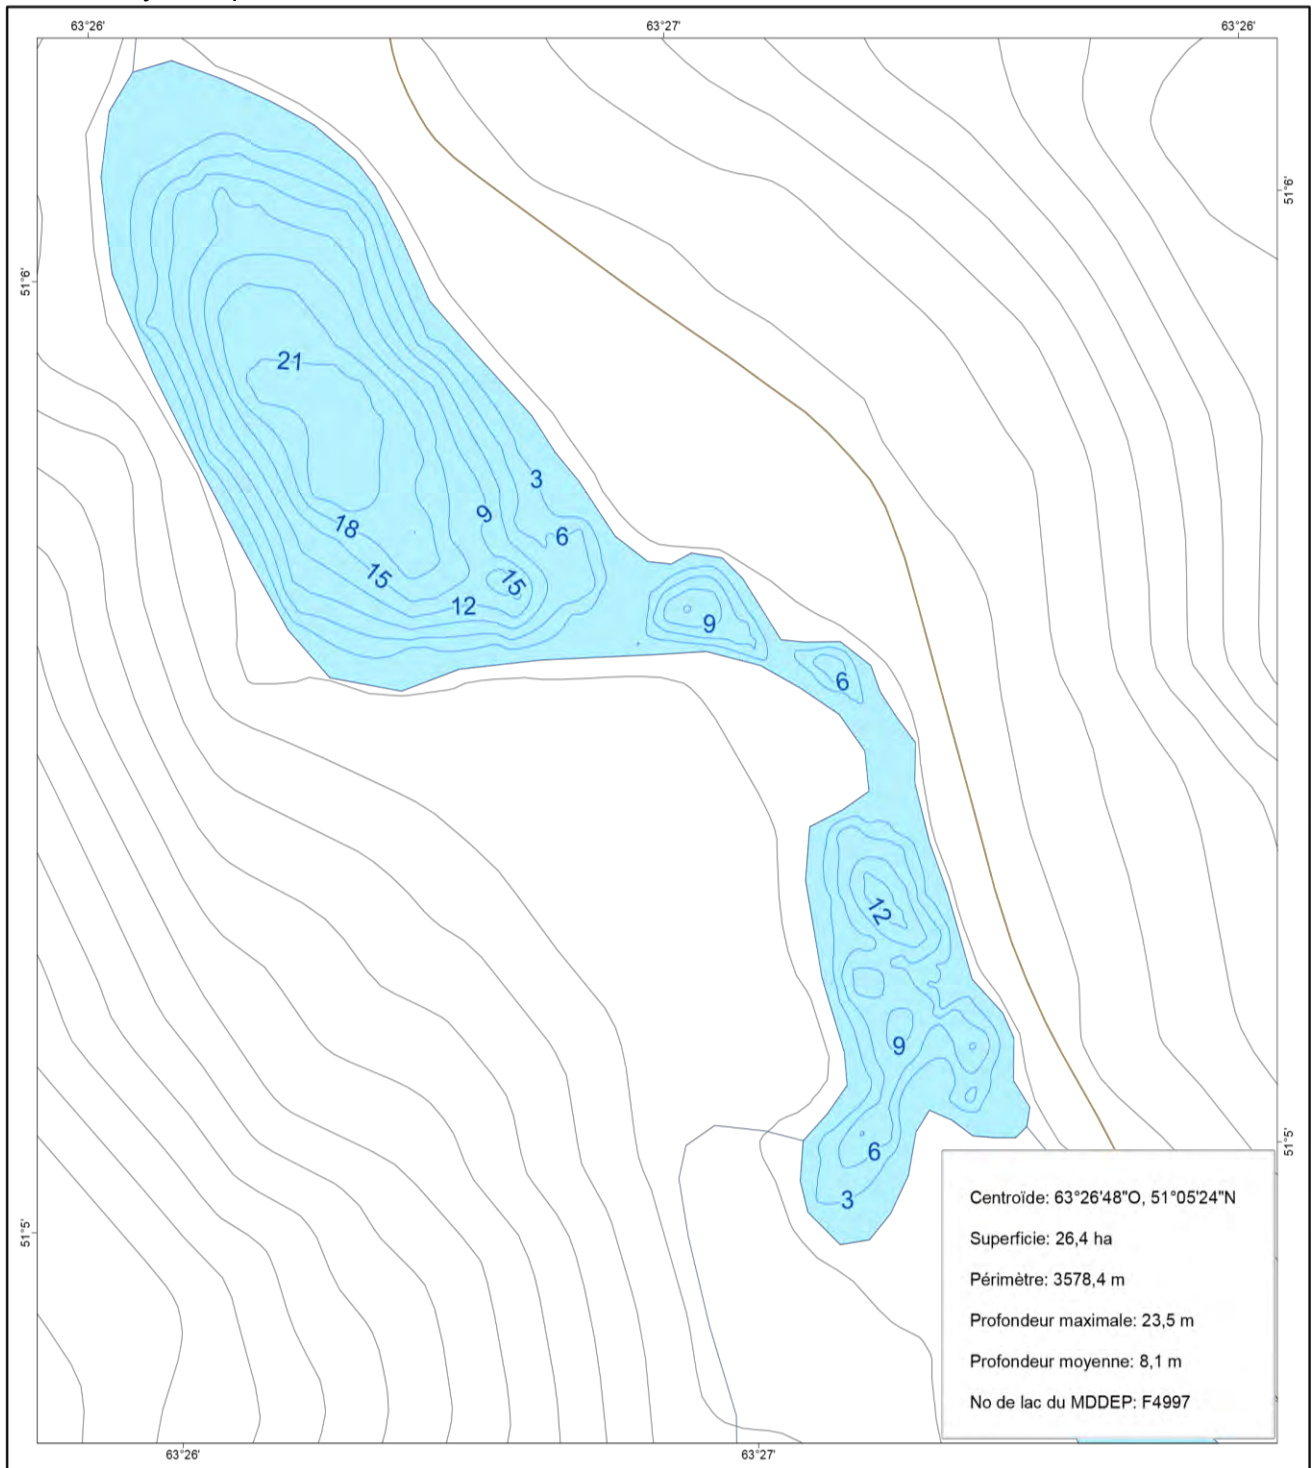 63°26' 63°27' 63°26'
51°6'
51°6'
21
3
9
18
6
15
15
12
9
6
12
9
6
3
51°5'
51°5'
Centroïde: 63°26'48"O, 51°05'24"N
Superficie: 26,4 ha
Périmètre: 3578,4 m
Profondeur maximale: 23,5 m
Profondeur moyenne: 8,1 m
No de lac du MDDEP: F4997
63°26' 63°27'